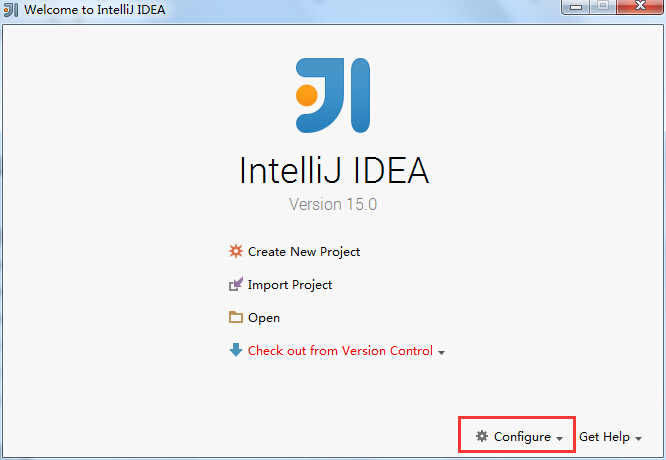 Welcome to IntelliJ IDEA
IntelliJ IDEA
Version 15.0
Create New Project
Import Project
Open
Check out from Version Control
Configure
Get Help